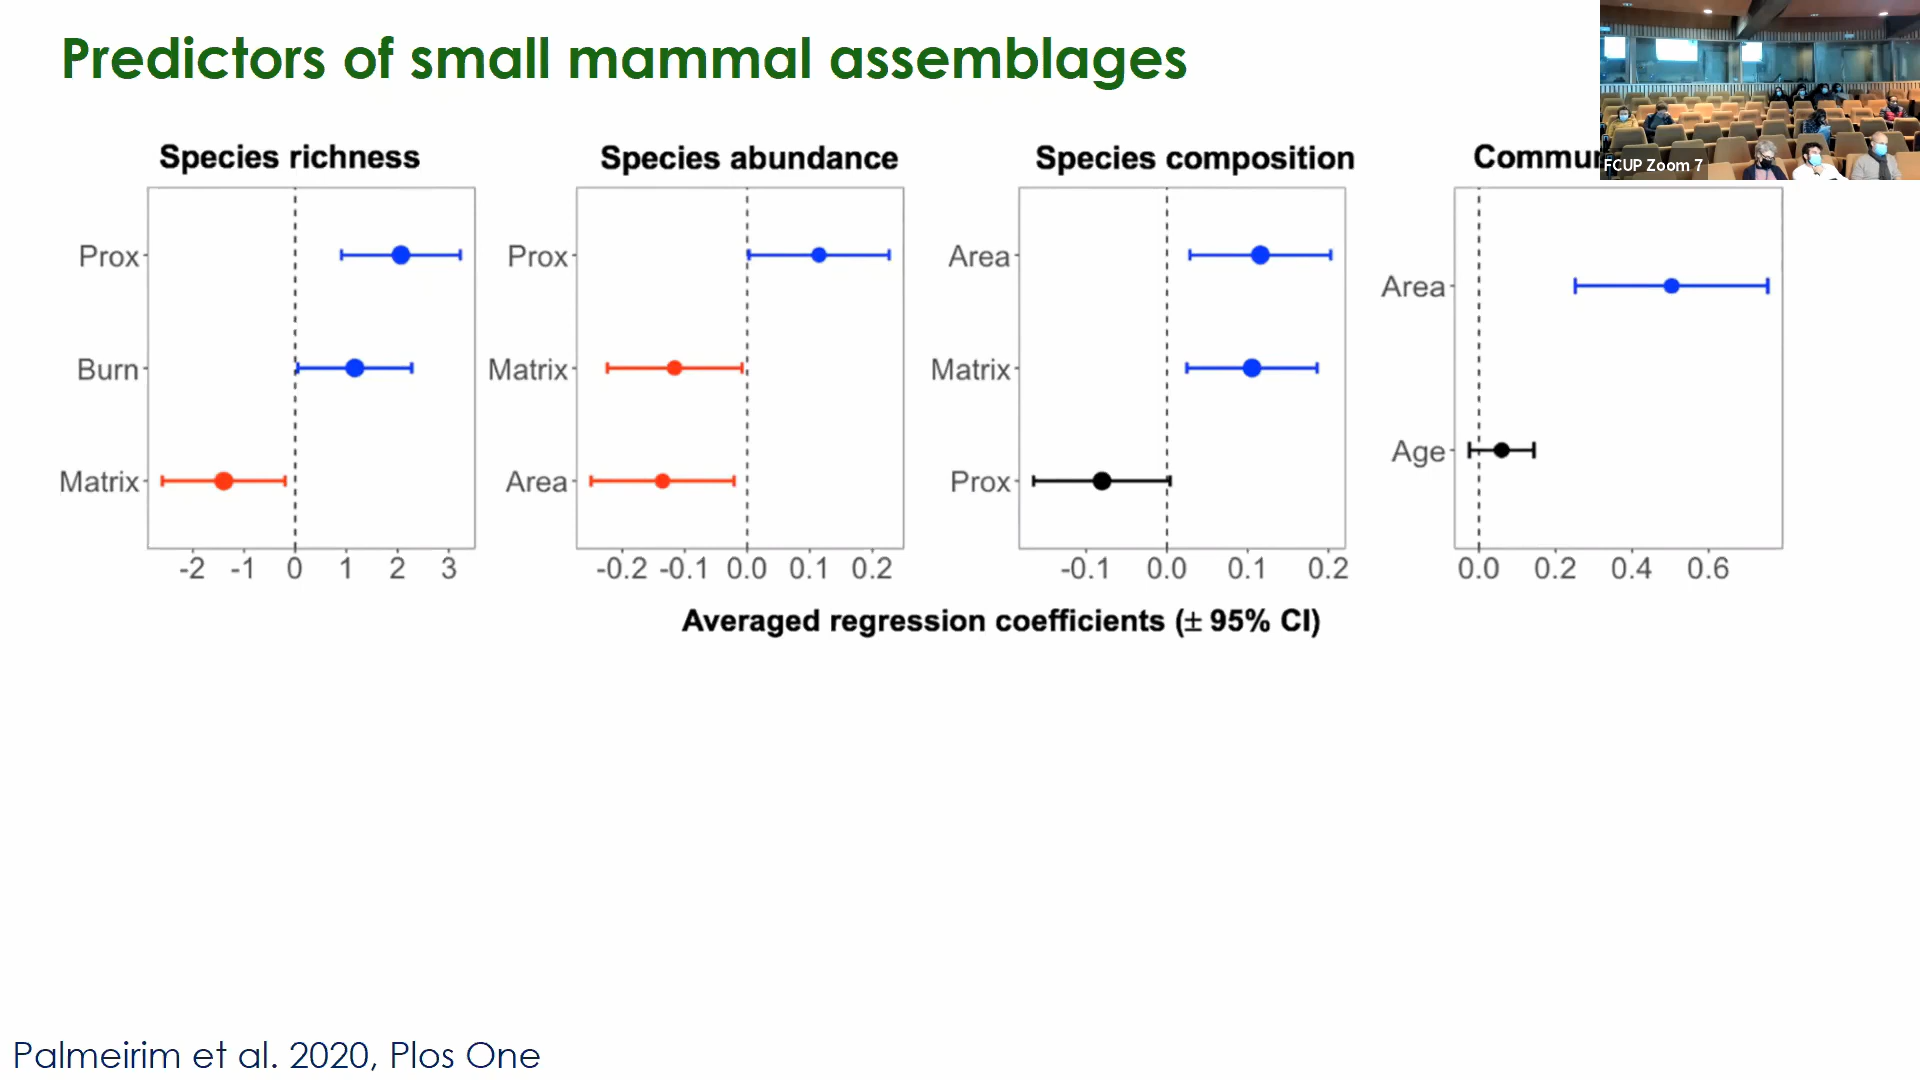 Predictors of small mammal assemblages
Species richness
Species abundance
Species composition
Commu
FCUP Zoom 7
Prox
Burn
Matrix
-2 -1 0 1 2 3
Prox
Matrix
Area
-0.2 -0.1 0.0 0.1 0.2
Area
Matrix
Prox
-0.1 0.0 0.1 0.2
Area
Age
0.0 0.2 0.4 0.6
Averaged regression coefficients (± 95% CI)
Palmeirim et al. 2020, Plos One